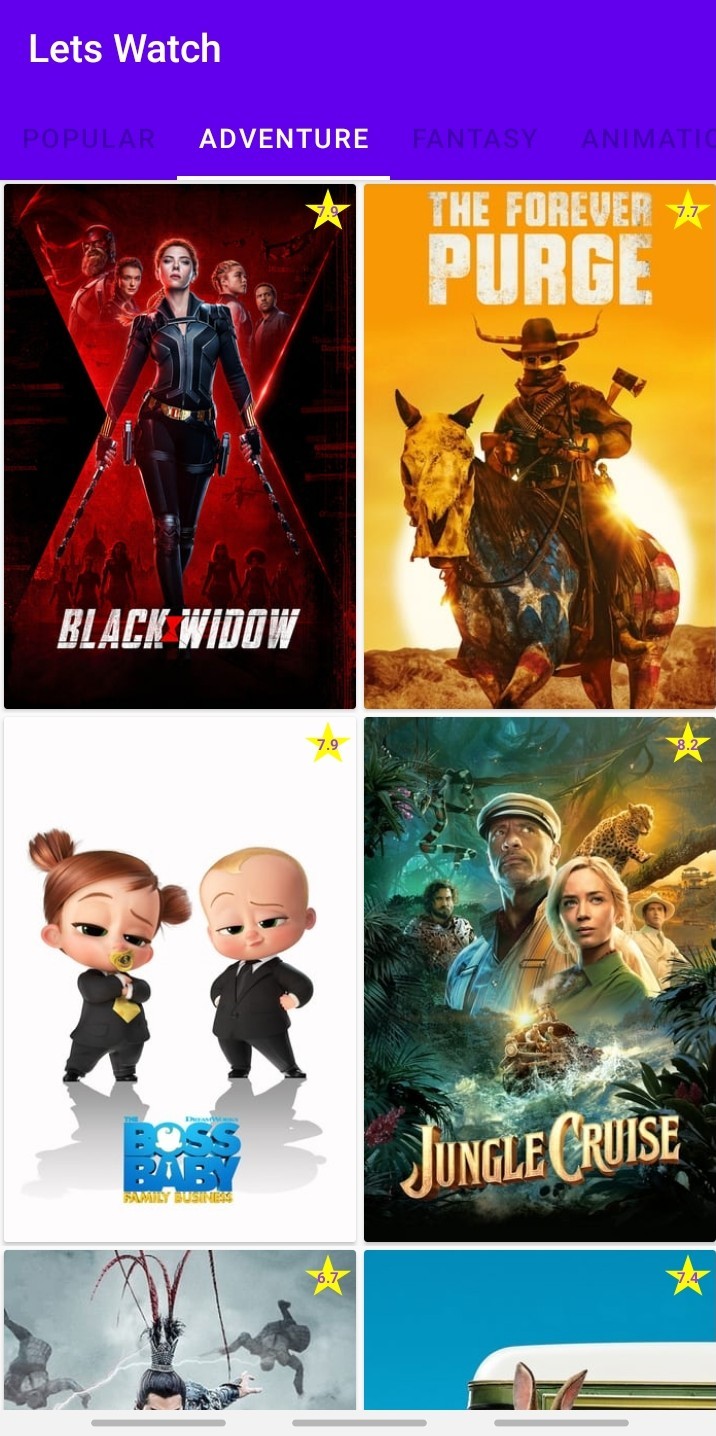 Lets Watch
POPULAR ADVENTURE FANTASY ANIMATIO
7.9
BLACK WIDOW
THE FOREVER
PURGE
7.7
7.9
THE DREAMWORKS
BOSS
BABY
FAMILY BUSINESS
8.2
JUNGLE CRUISE
6.7
7.4